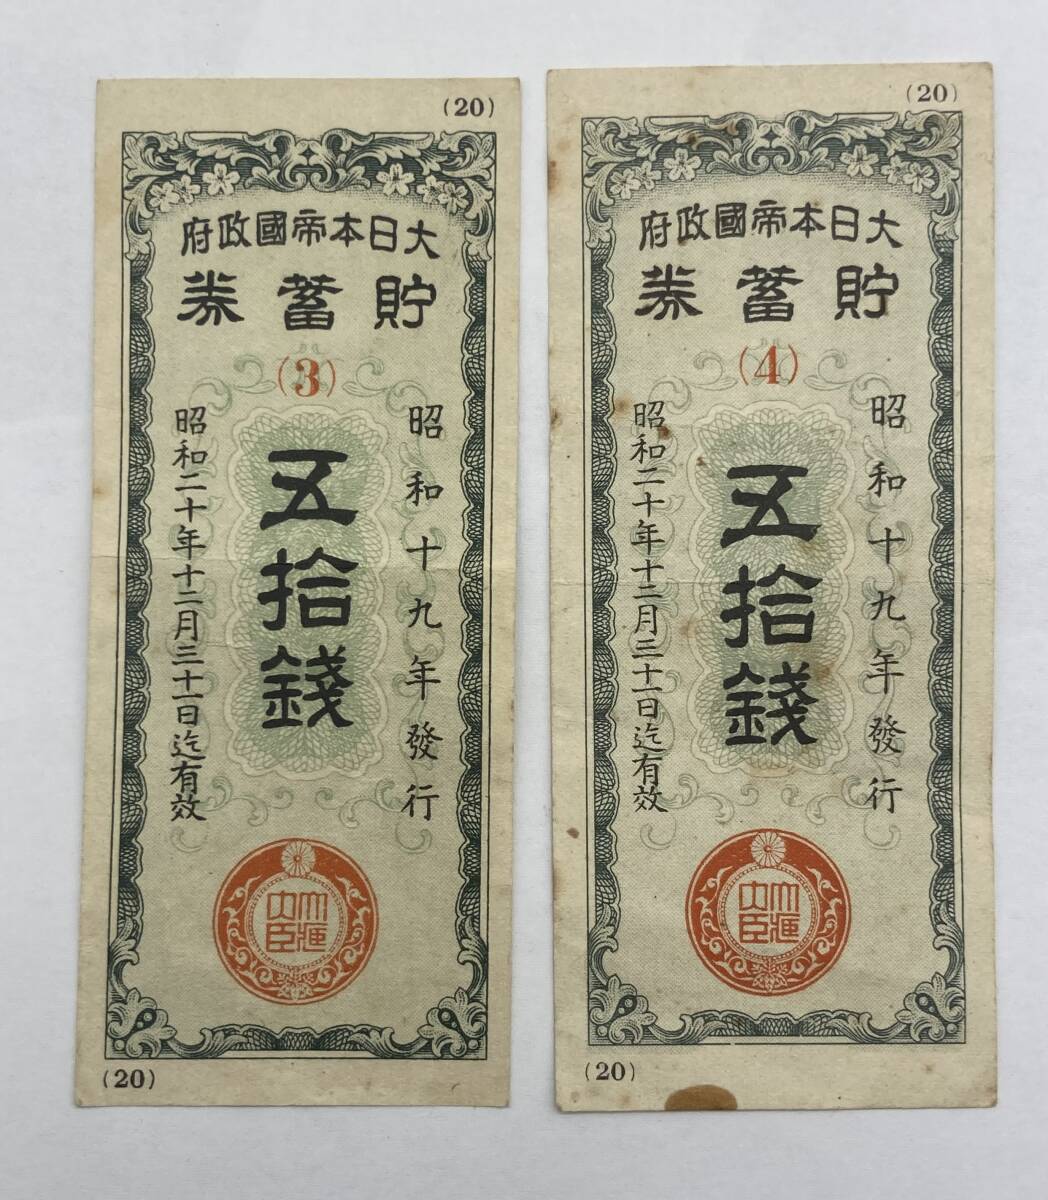 (20)
大日本帝國政府
貯蓄券
(3)
昭和十九年發行
五拾錢
昭和二十年十二月三十一日迄有效
大藏大臣
(20)
(20)
大日本帝國政府
貯蓄券
(4)
昭和十九年發行
五拾錢
昭和二十年十二月三十一日迄有效
大藏大臣
(20)